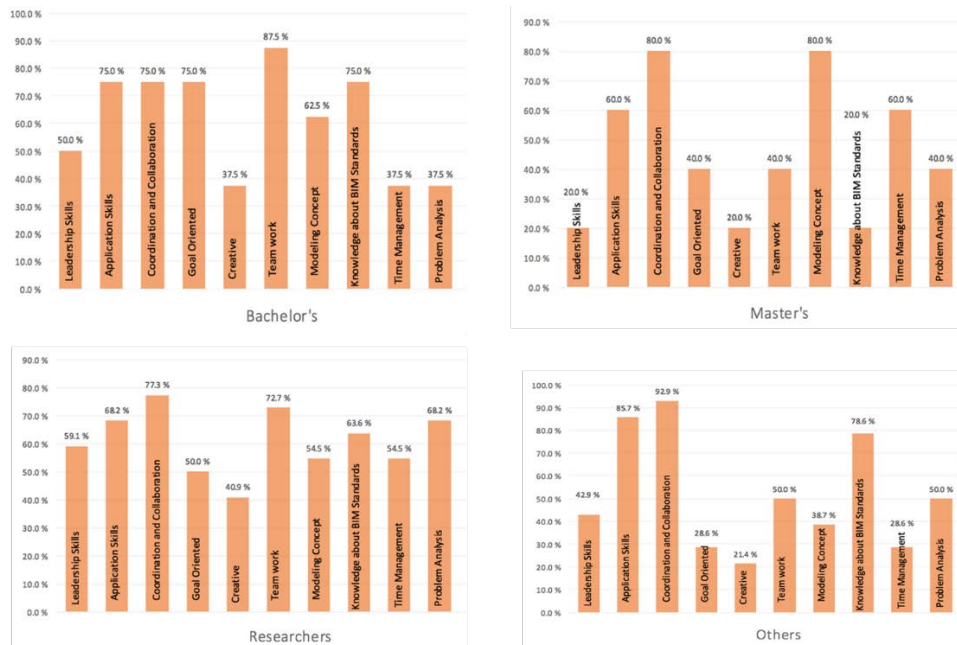 100.0 %
90.0 %
80.0 %
70.0 %
60.0 %
50.0 %
40.0 %
30.0 %
20.0 %
10.0 %
0.0 %
50.0 %
75.0 %
75.0 %
75.0 %
37.5 %
87.5 %
62.5 %
75.0 %
37.5 %
37.5 %
Leadership Skills
Application Skills
Coordination and Collaboration
Goal Oriented
Creative
Team work
Modeling Concept
Knowledge about BIM Standards
Time Management
Problem Analysis
Bachelor's
90.0 %
80.0 %
70.0 %
60.0 %
50.0 %
40.0 %
30.0 %
20.0 %
10.0 %
0.0 %
20.0 %
60.0 %
80.0 %
40.0 %
20.0 %
40.0 %
80.0 %
20.0 %
60.0 %
40.0 %
Leadership Skills
Application Skills
Coordination and Collaboration
Goal Oriented
Creative
Team work
Modeling Concept
Knowledge about BIM Standards
Time Management
Problem Analysis
Master's
90.0 %
80.0 %
70.0 %
60.0 %
50.0 %
40.0 %
30.0 %
20.0 %
10.0 %
0.0 %
59.1 %
68.2 %
77.3 %
50.0 %
40.9 %
72.7 %
54.5 %
63.6 %
54.5 %
68.2 %
Leadership Skills
Application Skills
Coordination and Collaboration
Goal Oriented
Creative
Team work
Modeling Concept
Knowledge about BIM Standards
Time Management
Problem Analysis
Researchers
100.0 %
90.0 %
80.0 %
70.0 %
60.0 %
50.0 %
40.0 %
30.0 %
20.0 %
10.0 %
0.0 %
42.9 %
85.7 %
92.9 %
28.6 %
21.4 %
50.0 %
38.7 %
78.6 %
28.6 %
50.0 %
Leadership Skills
Application Skills
Coordination and Collaboration
Goal Oriented
Creative
Team work
Modeling Concept
Knowledge about BIM Standards
Time Management
Problem Analysis
Others